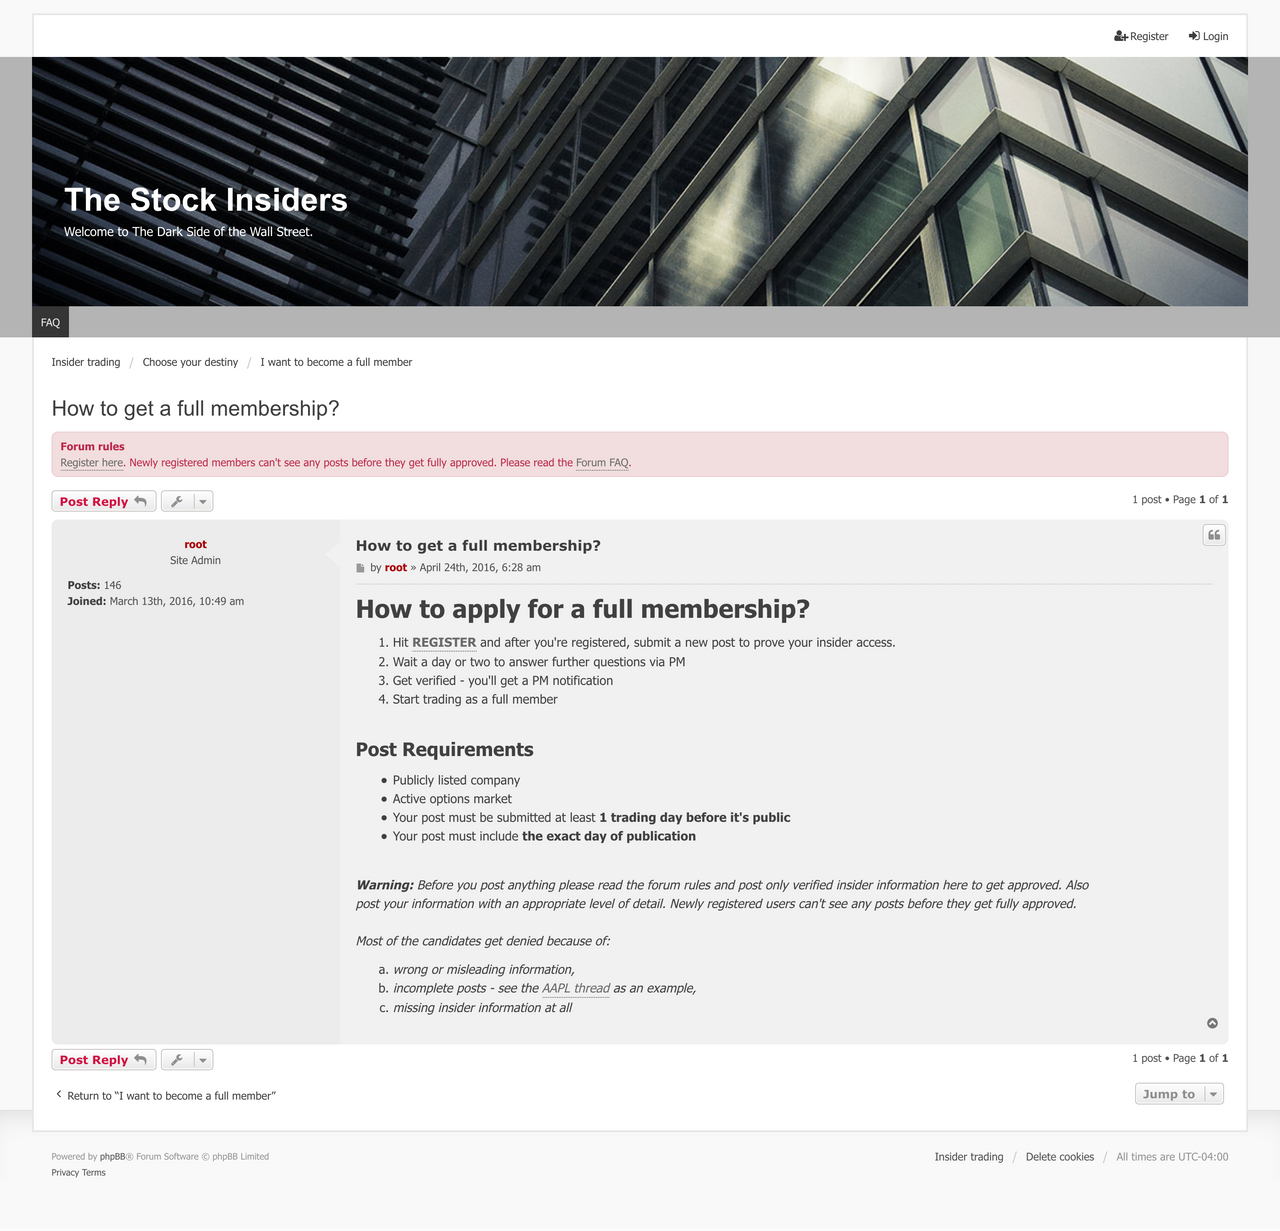 Register Login
The Stock Insiders
Welcome to The Dark Side of the Wall Street.
FAQ
Insider trading / Choose your destiny / I want to become a full member
How to get a full membership?
Forum rules
Register here. Newly registered members can't see any posts before they get fully approved. Please read the Forum FAQ.
Post Reply
1 post • Page 1 of 1
root
Site Admin
Posts: 146
Joined: March 13th, 2016, 10:49 am
How to get a full membership?
by root » April 24th, 2016, 6:28 am
How to apply for a full membership?
1. Hit REGISTER and after you're registered, submit a new post to prove your insider access.
2. Wait a day or two to answer further questions via PM
3. Get verified - you'll get a PM notification
4. Start trading as a full member
Post Requirements
• Publicly listed company
• Active options market
• Your post must be submitted at least 1 trading day before it's public
• Your post must include the exact day of publication
Warning: Before you post anything please read the forum rules and post only verified insider information here to get approved. Also
post your information with an appropriate level of detail. Newly registered users can't see any posts before they get fully approved.
Most of the candidates get denied because of:
a. wrong or misleading information,
b. incomplete posts - see the AAPL thread as an example,
c. missing insider information at all
Post Reply
1 post • Page 1 of 1
Return to “I want to become a full member”
Jump to
Powered by phpBB® Forum Software © phpBB Limited
Privacy Terms
Insider trading / Delete cookies / All times are UTC-04:00